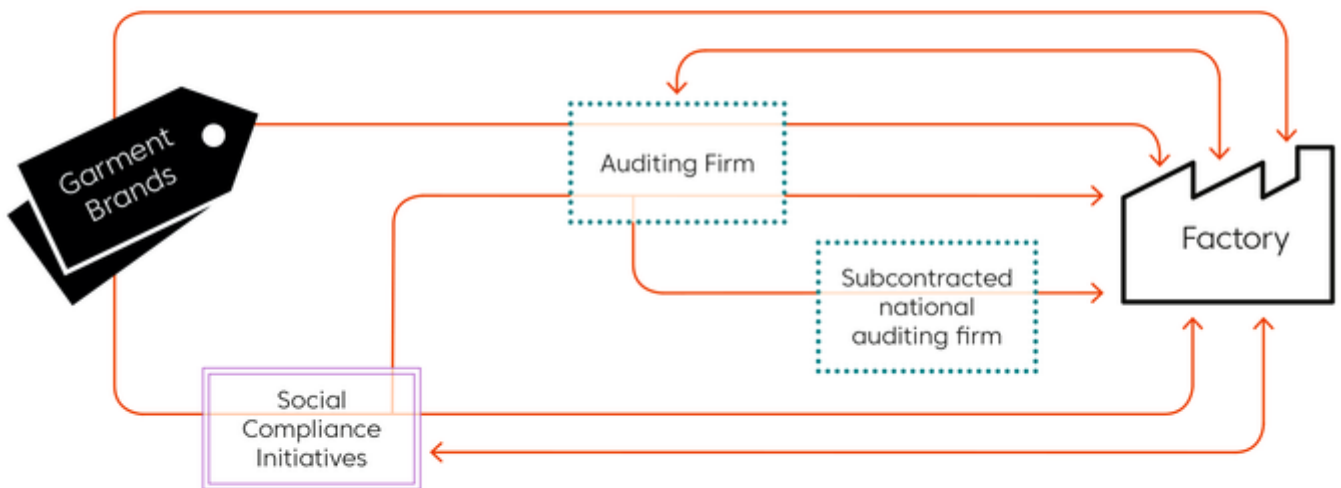 Garment
Brands
Auditing Firm
Factory
Subcontracted
national
auditing firm
Social
Compliance
Initiatives